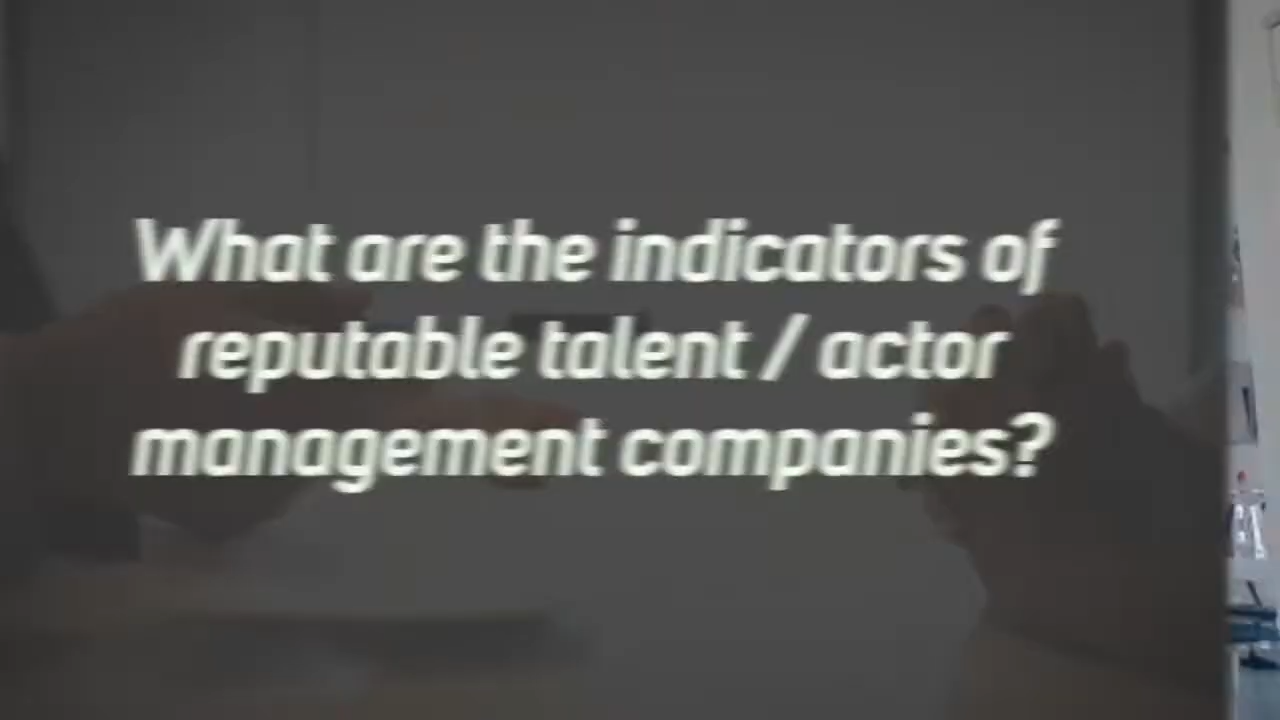 What are the indicators of
reputable talent / actor
management companies?